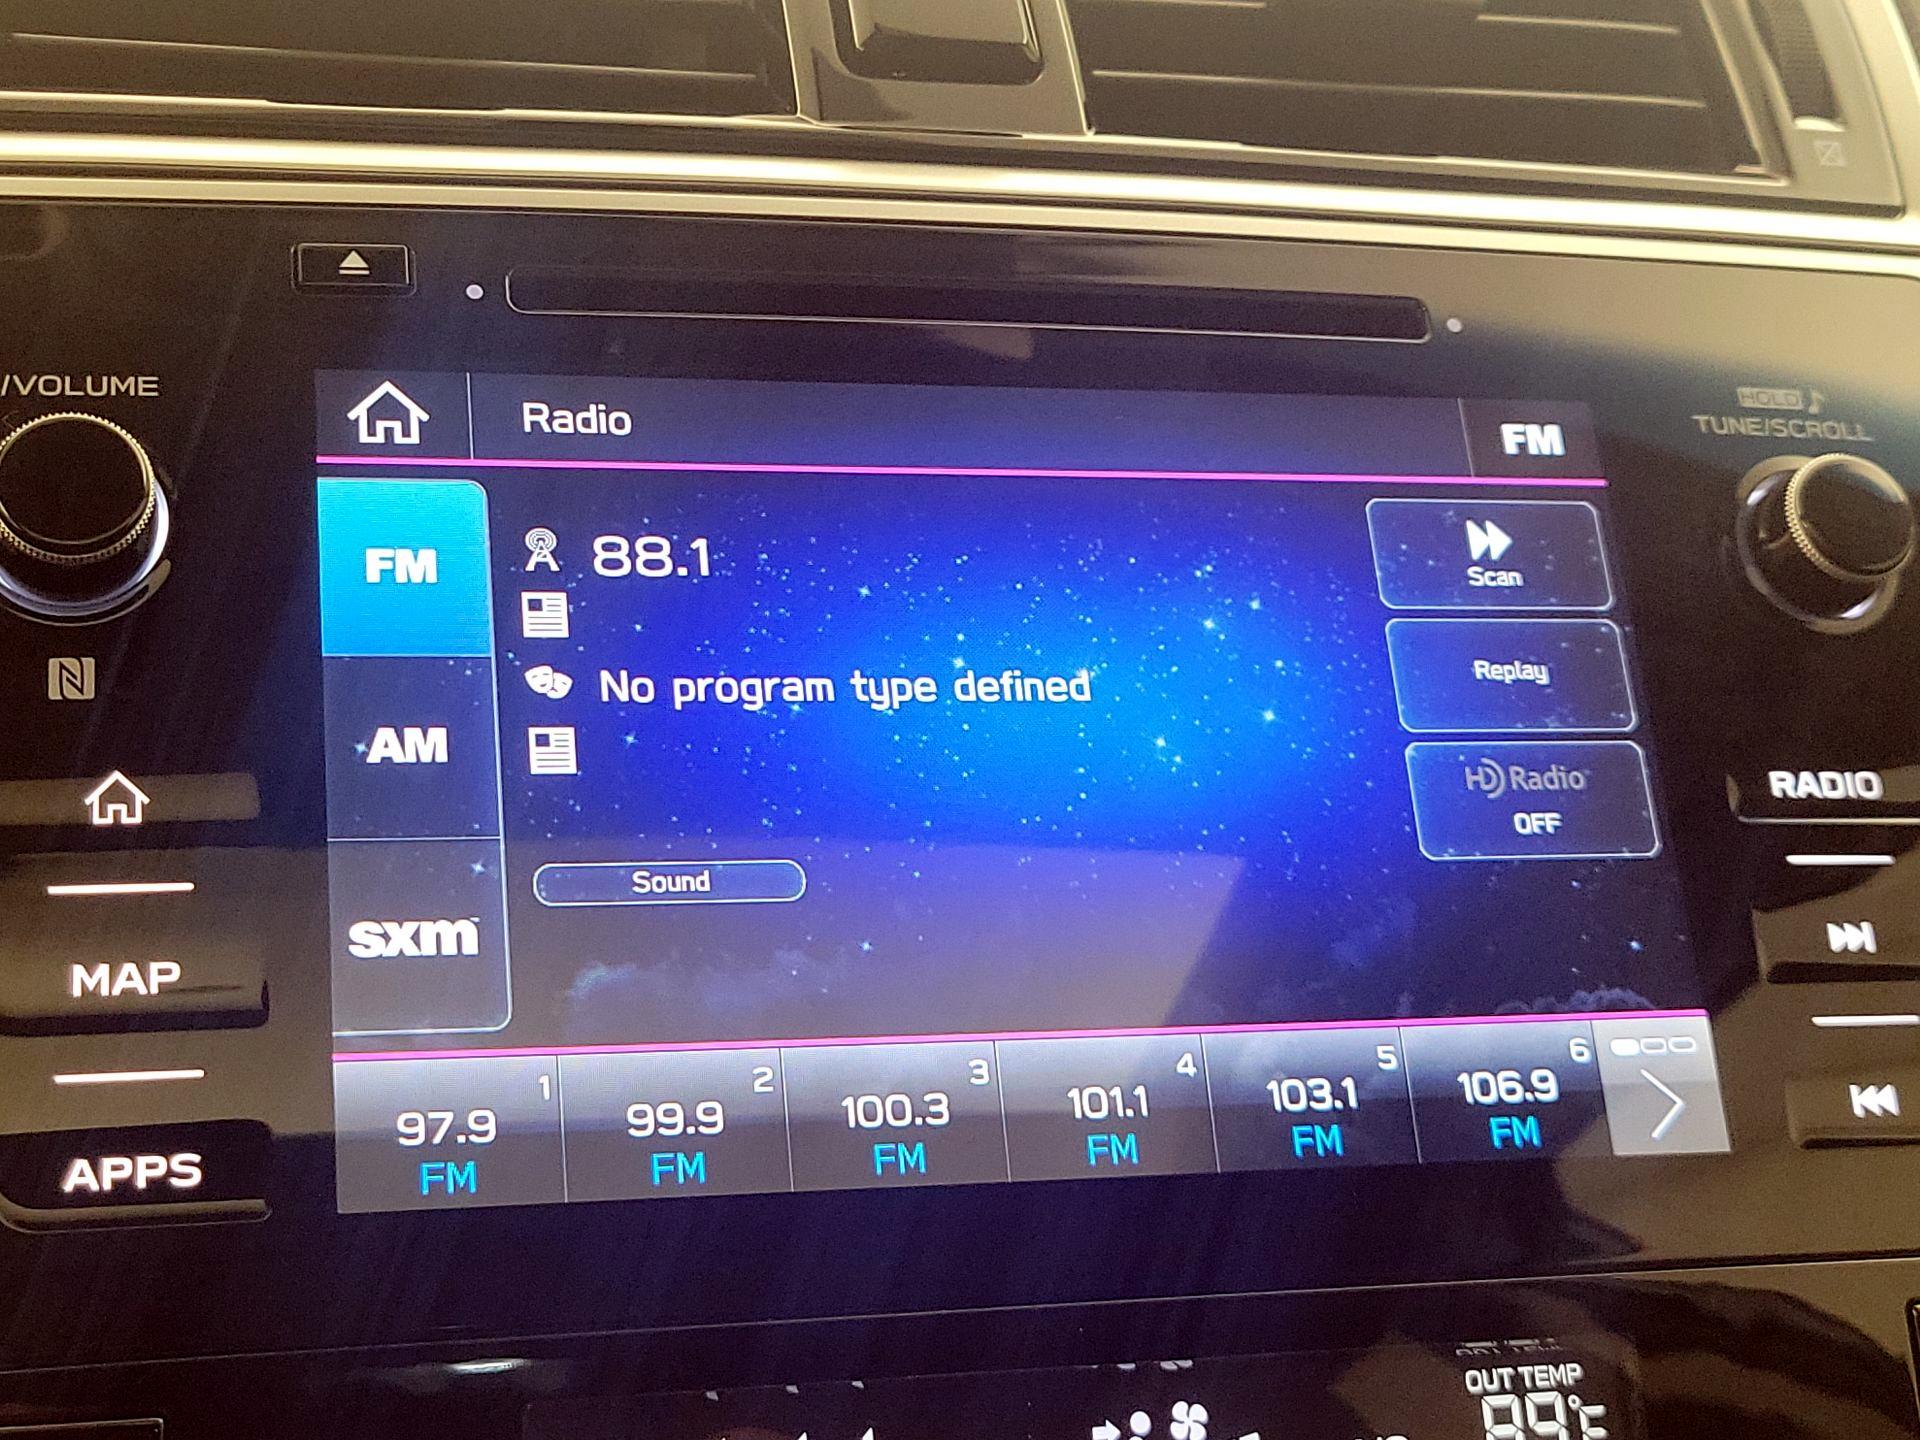 /VOLUME
HOLD
TUNE/SCROLL
Radio
FM
FM
88.1
Scan
No program type defined
Replay
AM
HD Radio
OFF
RADIO
Sound
sxm
MAP
APPS
1
97.9
FM
2
99.9
FM
3
100.3
FM
4
101.1
FM
5
103.1
FM
6
106.9
FM
OUT TEMP